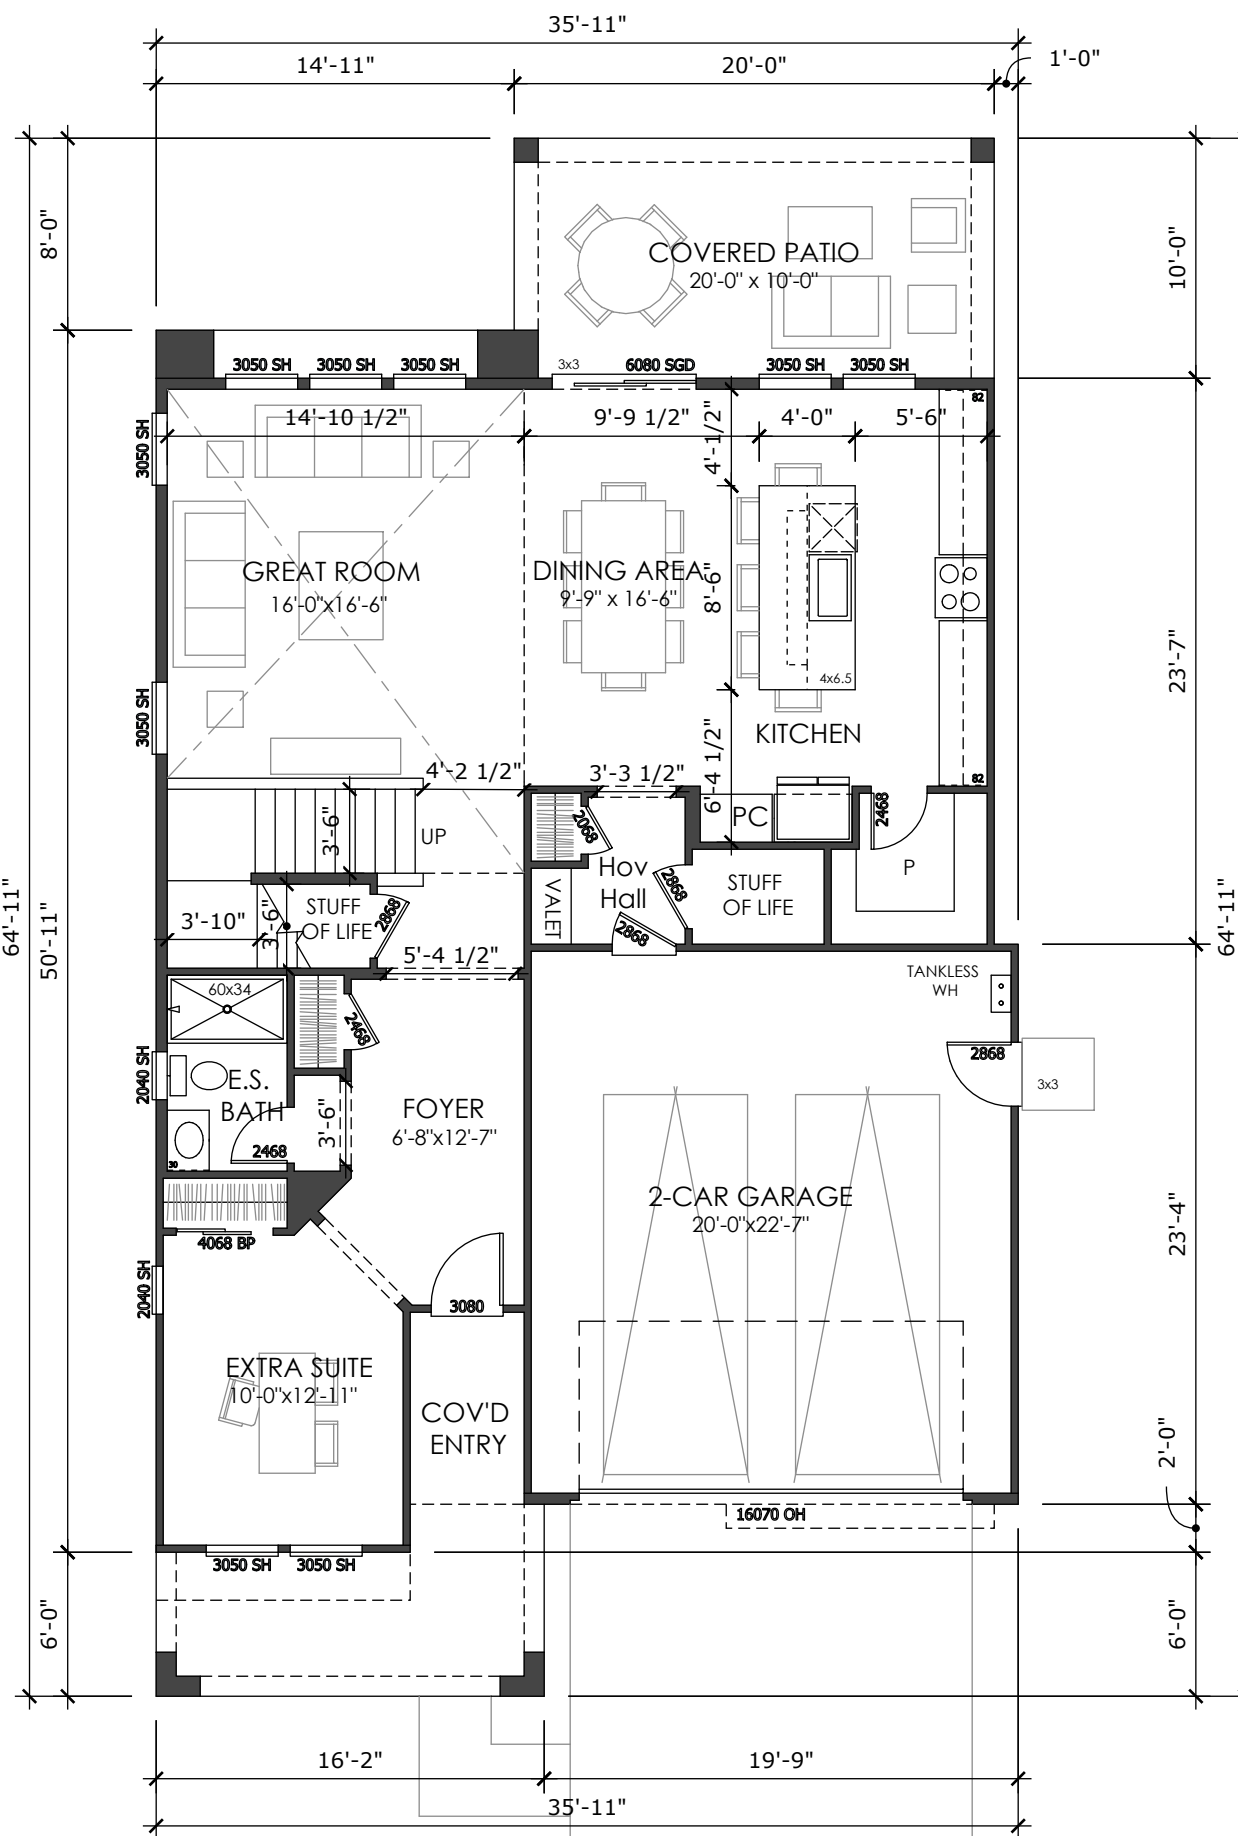 35'-11"
14'-11"
20'-0"
1'-0"
8'-0"
10'-0"
COVERED PATIO
20'-0" x 10'-0"
3050 SH
3050 SH
3050 SH
3x3
6080 SGD
3050 SH
3050 SH
82
14'-10 1/2"
9'-9 1/2"
4'-0"
5'-6"
4'-1/2"
3050 SH
GREAT ROOM
16'-0"x16'-6"
DINING AREA
9'-9" x 16'-6"
8'-6"
23'-7"
4x6.5
3050 SH
KITCHEN
6'-4 1/2"
4'-2 1/2"
3'-3 1/2"
82
3'-6"
UP
2068
PC
2468
P
Hov
Hall
VALET
2868
STUFF
OF LIFE
2868
64'-11"
50'-11"
64'-11"
3'-10"
3'-6"
STUFF
OF LIFE
2868
5'-4 1/2"
60x34
2468
TANKLESS
WH
2868
3x3
2040 SH
E.S.
BATH
2468
30
3'-6"
FOYER
6'-8"x12'-7"
2-CAR GARAGE
20'-0"x22'-7"
23'-4"
4068 BP
2040 SH
3080
EXTRA SUITE
10'-0"x12'-11"
COV'D
ENTRY
2'-0"
16070 OH
3050 SH
3050 SH
6'-0"
6'-0"
16'-2"
19'-9"
35'-11"